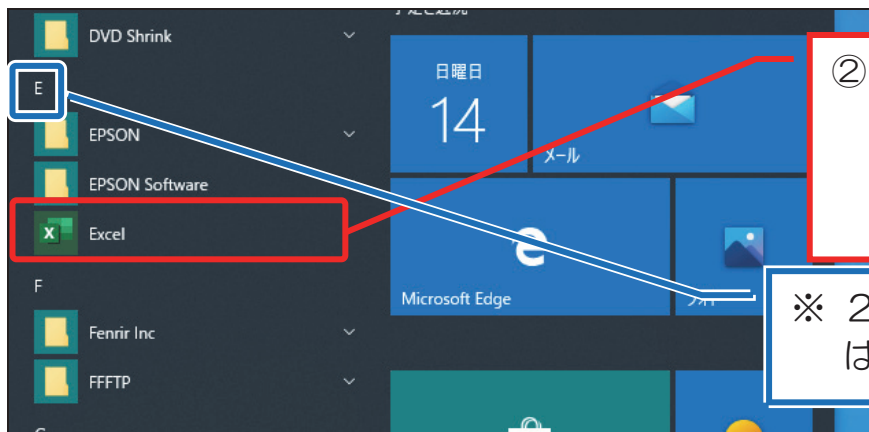 DVD Shrink
E
EPSON
EPSON Software
Excel
F
Fenrir Inc
FFFTP
日曜日
14
メール
Microsoft Edge
②
※ 2
は